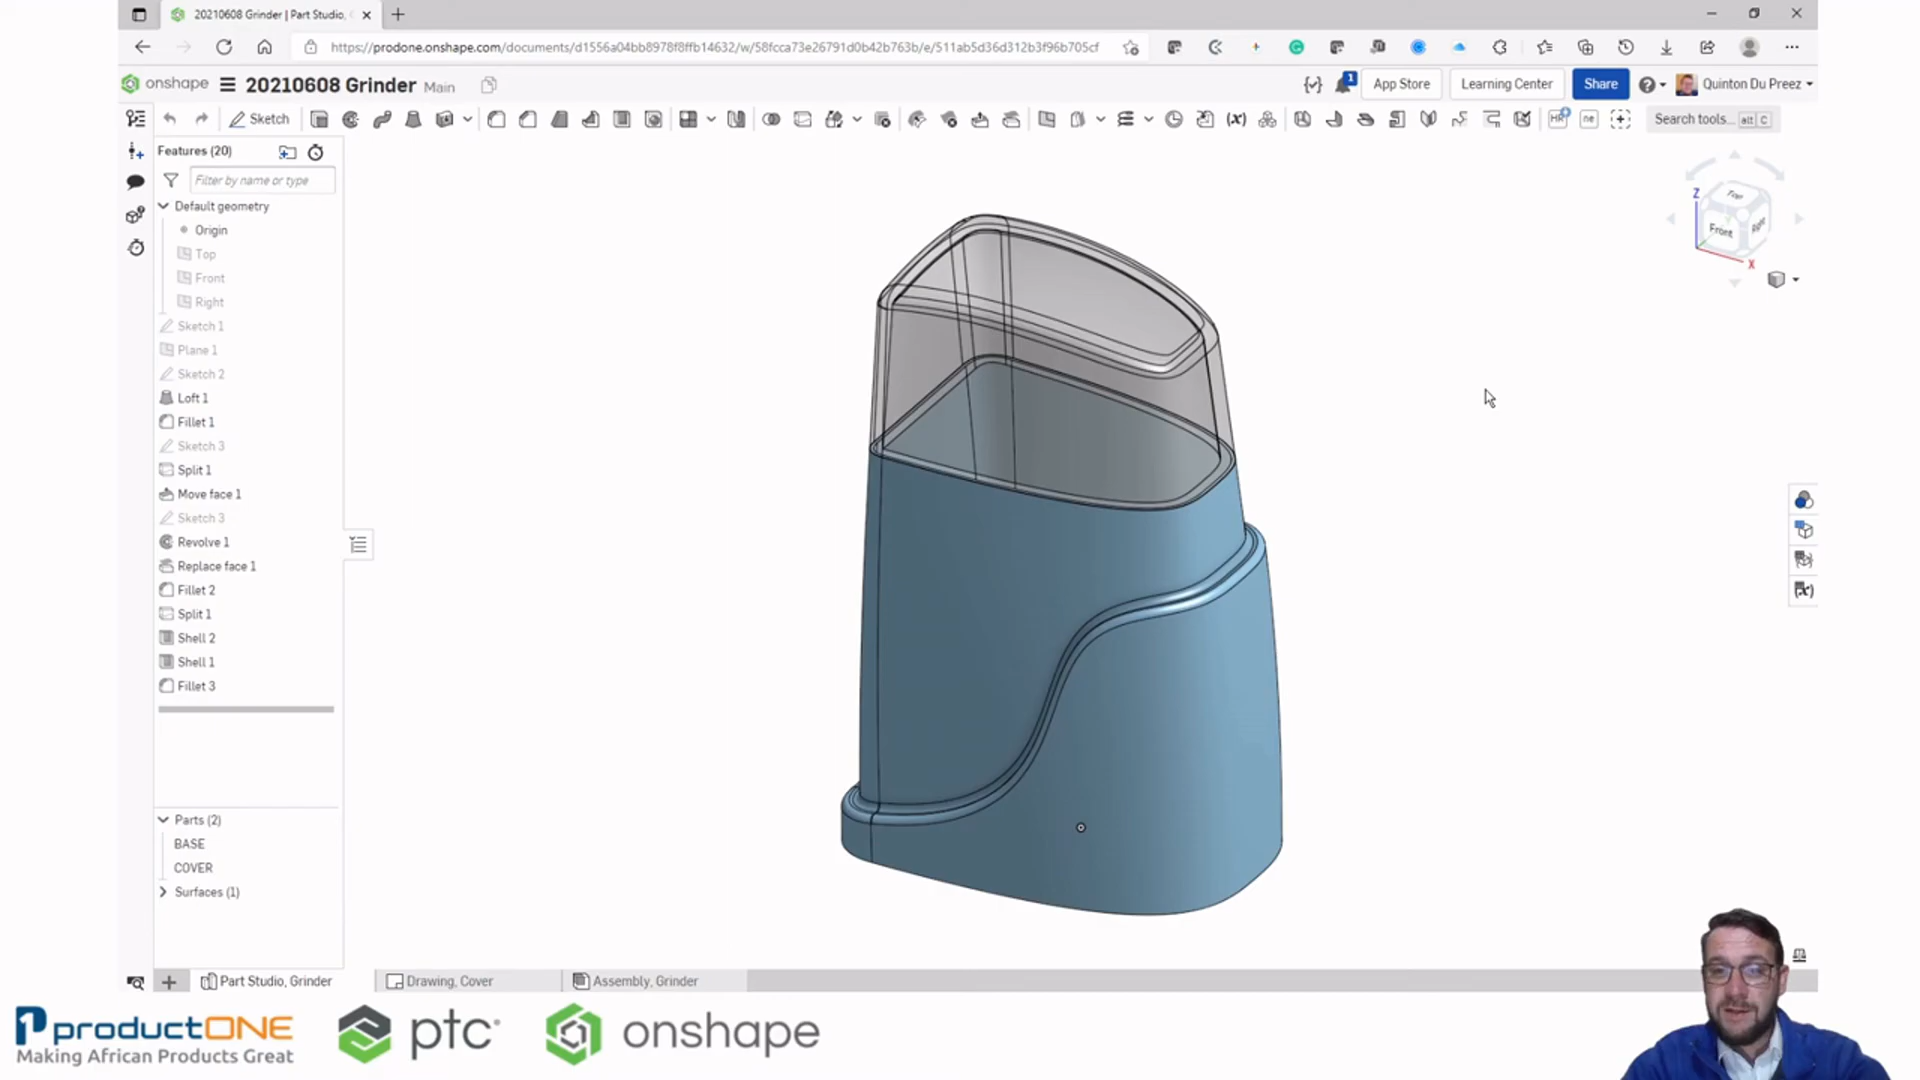 20210608 Grinder | Part Studio,
https://prodone.onshape.com/documents/d1556a04bb8978f8ffb14632/w/58fcca73e26791d0b42b763b/e/511ab5d36d312b3f96b705cf
onshape 20210608 Grinder Main 1 App Store Learning Center Share Quinton Du Preez
Sketch (x) Search tools... alt C
Features (20)
Filter by name or type
Default geometry
Origin
Top
Front
Right
Sketch 1
Plane 1
Sketch 2
Loft 1
Fillet 1
Sketch 3
Split 1
Move face 1
Sketch 3
Revolve 1
Replace face 1
Fillet 2
Split 1
Shell 2
Shell 1
Fillet 3
Parts (2)
BASE
COVER
Surfaces (1)
Top
Z
Front Right
X
(x)
Part Studio, Grinder Drawing, Cover Assembly, Grinder
productONE ptc onshape
Making African Products Great